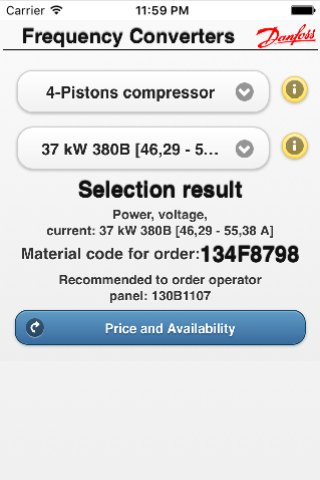 Carrier 11:59 PM
Frequency Converters Danfoss
4-Pistons compressor
37 kW 380B [46,29 - 5...
Selection result
Power, voltage,
current: 37 kW 380B [46,29 - 55,38 A]
Material code for order:134F8798
Recommended to order operator
panel: 130B1107
Price and Availability